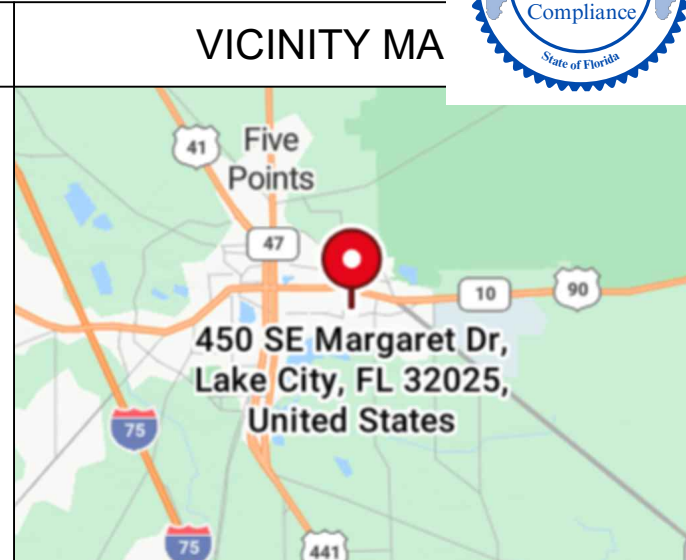 VICINITY MA
Compliance
State of Florida
41
Five
Points
47
10
90
450 SE Margaret Dr,
Lake City, FL 32025,
United States
75
75
441